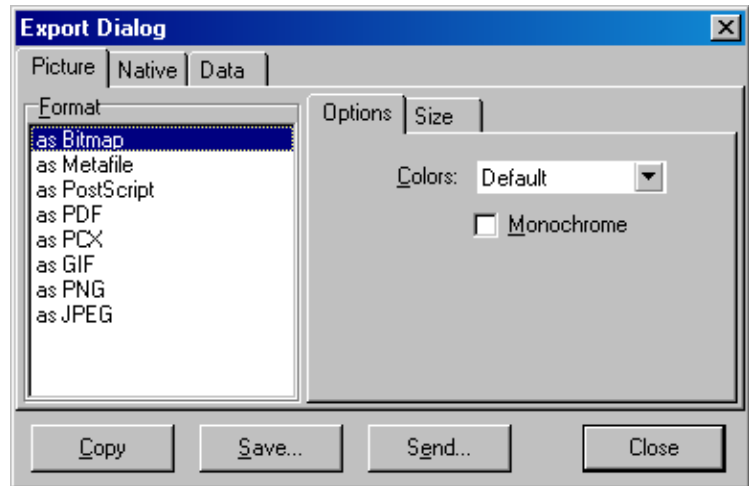 Export Dialog
Picture Native Data
Format
as Bitmap
as Metafile
as PostScript
as PDF
as PCX
as GIF
as PNG
as JPEG
Options Size
Colors: Default
Monochrome
Copy Save... Send... Close